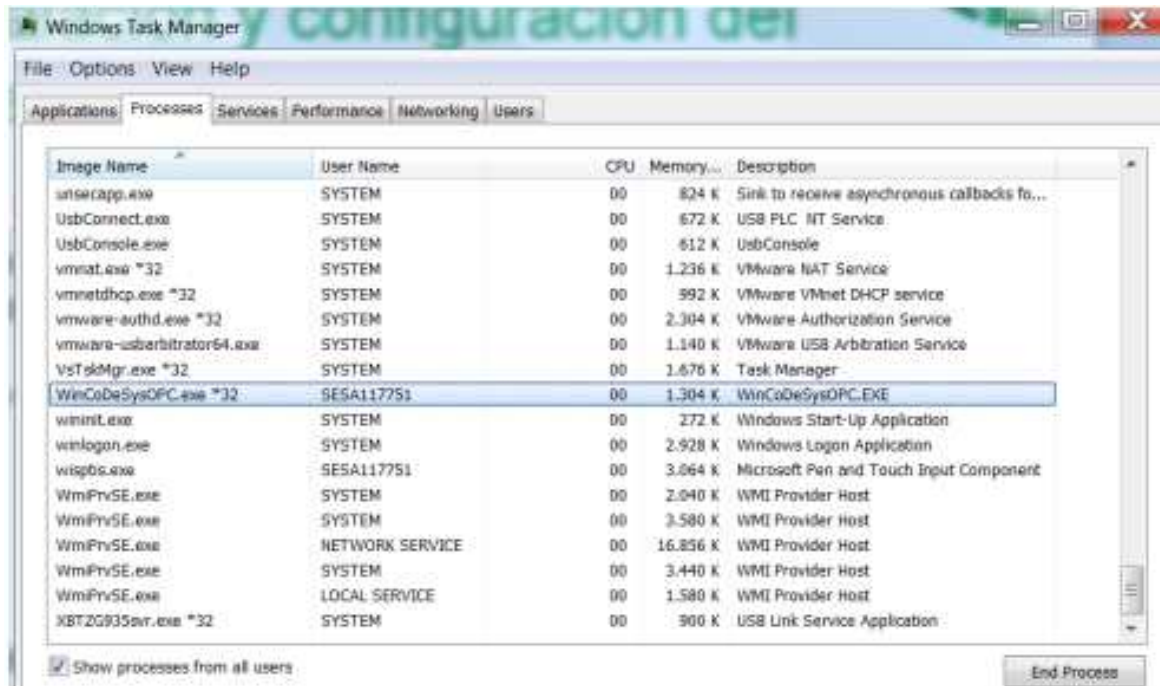 y configuración del
Windows Task Manager
File Options View Help
Applications Processes Services Performance Networking Users
Image Name User Name CPU Memory... Description
unsecapp.exe SYSTEM 00 824 K Sink to receive asynchronous callbacks fo...
UsbConnect.exe SYSTEM 00 672 K USB PLC NT Service
UsbConsole.exe SYSTEM 00 612 K UsbConsole
vmnat.exe *32 SYSTEM 00 1.236 K VMware NAT Service
vmnetdhcp.exe *32 SYSTEM 00 992 K VMware VMnet DHCP service
vmware-authd.exe *32 SYSTEM 00 2.304 K VMware Authorization Service
vmware-usbarbitrator64.exe SYSTEM 00 1.140 K VMware USB Arbitration Service
VsTskMgr.exe *32 SYSTEM 00 1.676 K Task Manager
WinCoDeSysOPC.exe *32 SESA117751 00 1.304 K WinCoDeSysOPC.EXE
wininit.exe SYSTEM 00 272 K Windows Start-Up Application
winlogon.exe SYSTEM 00 2.928 K Windows Logon Application
wisptis.exe SESA117751 00 3.064 K Microsoft Pen and Touch Input Component
WmiPrvSE.exe SYSTEM 00 2.040 K WMI Provider Host
WmiPrvSE.exe SYSTEM 00 3.580 K WMI Provider Host
WmiPrvSE.exe NETWORK SERVICE 00 16.856 K WMI Provider Host
WmiPrvSE.exe SYSTEM 00 3.440 K WMI Provider Host
WmiPrvSE.exe LOCAL SERVICE 00 1.580 K WMI Provider Host
XBTZG935svr.exe *32 SYSTEM 00 900 K USB Link Service Application
Show processes from all users
End Process